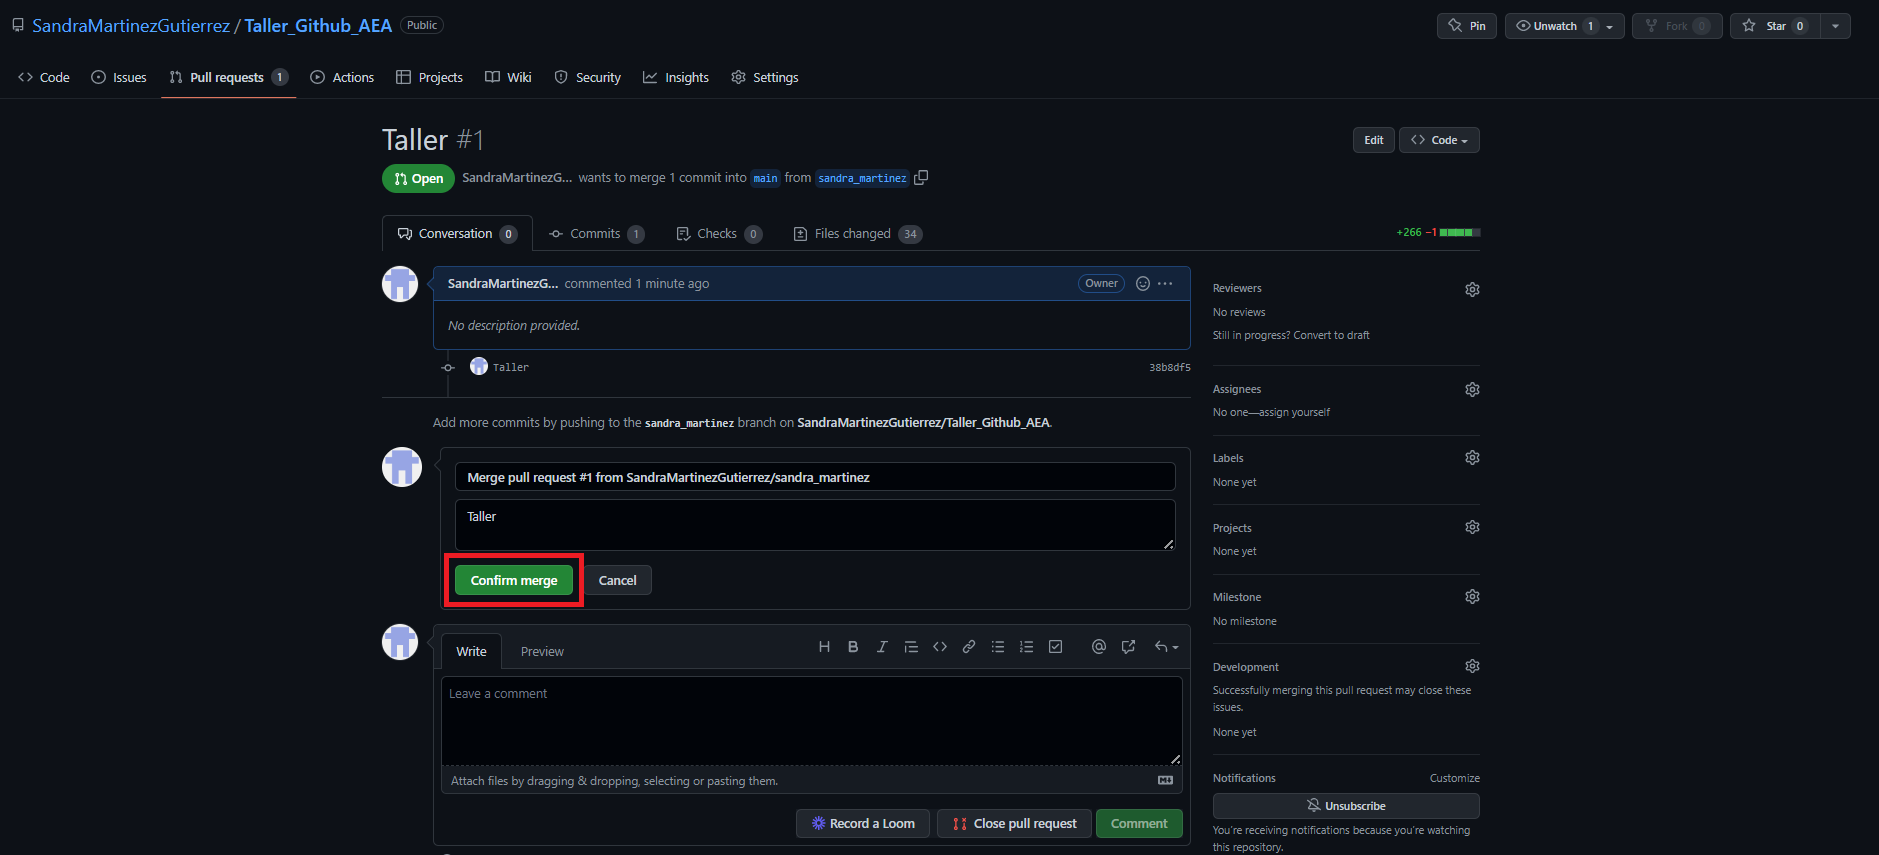 SandraMartinezGutierrez / Taller_Github_AEA Public
Pin Unwatch 1 Fork 0 Star 0
Code Issues Pull requests 1 Actions Projects Wiki Security Insights Settings
Taller #1
Edit Code
Open SandraMartinezG... wants to merge 1 commit into main from sandra_martinez
Conversation 0 Commits 1 Checks 0 Files changed 34 +266 −1
SandraMartinezG... commented 1 minute ago Owner
No description provided.
Taller 38b8df5
Add more commits by pushing to the sandra_martinez branch on SandraMartinezGutierrez/Taller_Github_AEA.
Merge pull request #1 from SandraMartinezGutierrez/sandra_martinez
Taller
Confirm merge Cancel
Write Preview
Leave a comment
Attach files by dragging & dropping, selecting or pasting them.
Record a Loom Close pull request Comment
Reviewers
No reviews
Still in progress? Convert to draft
Assignees
No one—assign yourself
Labels
None yet
Projects
None yet
Milestone
No milestone
Development
Successfully merging this pull request may close these
issues.
None yet
Notifications Customize
Unsubscribe
You're receiving notifications because you're watching
this repository.